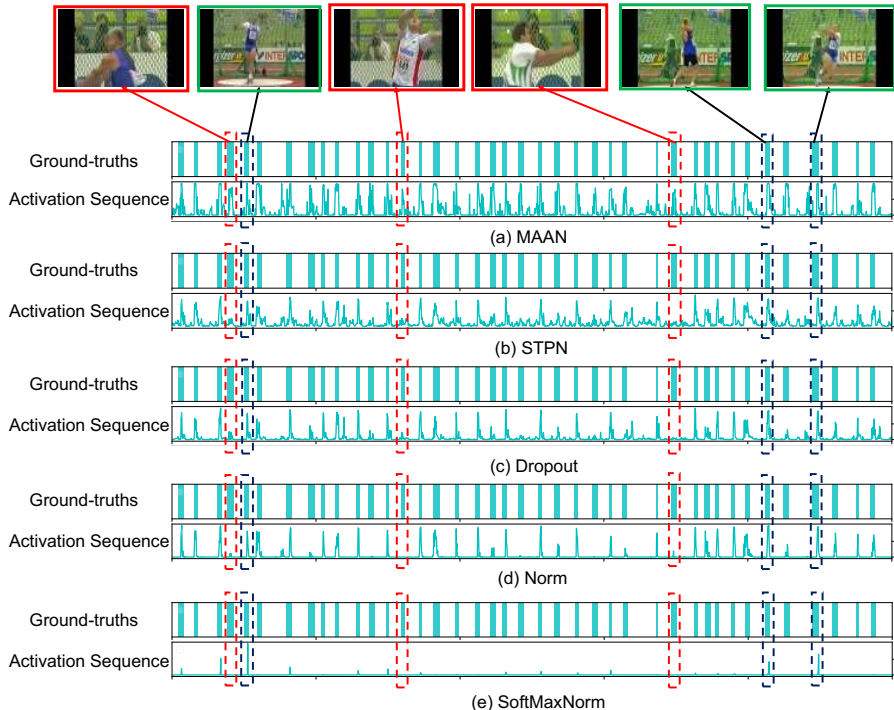 INTER
Ground-truths
Activation Sequence
(a) MAAN
Ground-truths
Activation Sequence
(b) STPN
Ground-truths
Activation Sequence
(c) Dropout
Ground-truths
Activation Sequence
(d) Norm
Ground-truths
Activation Sequence
(e) SoftMaxNorm